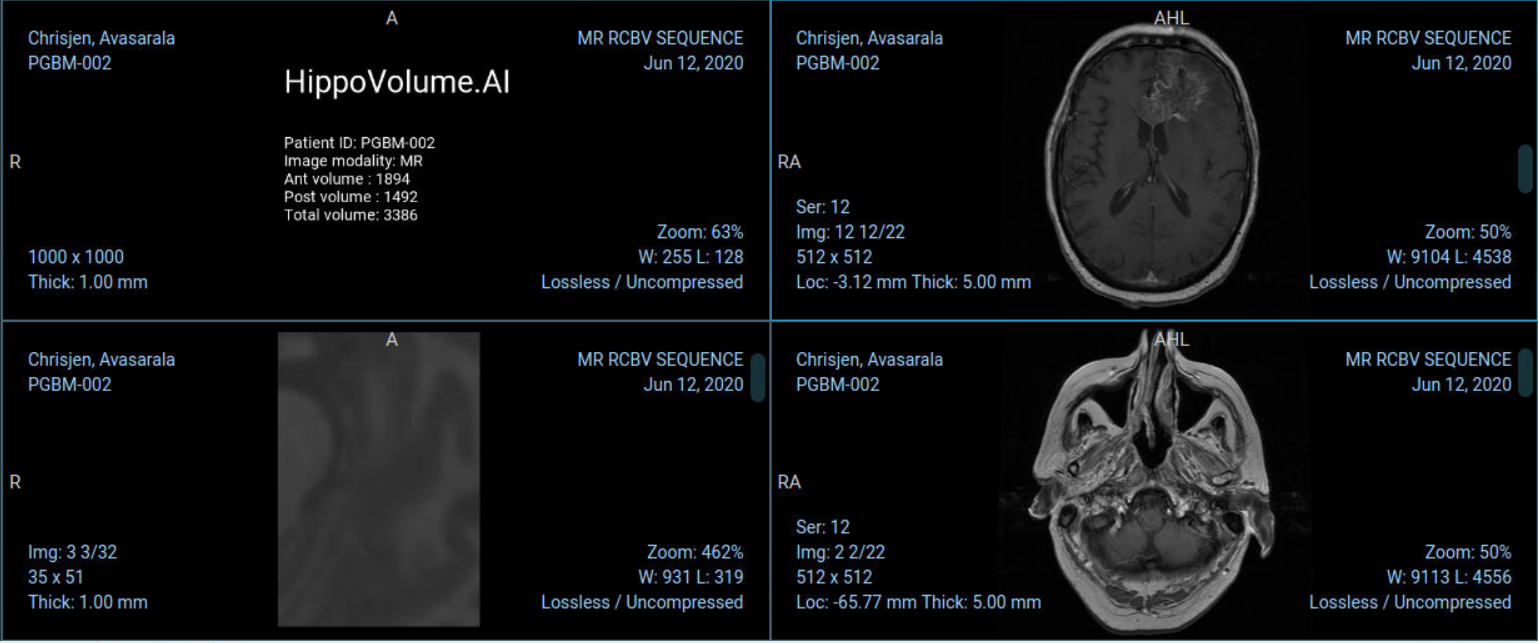 A
Chrisjen, Avasarala
PGBM-002
MR RCBV SEQUENCE
Jun 12, 2020
HippoVolume.AI
Patient ID: PGBM-002
Image modality: MR
Ant volume : 1894
Post volume : 1492
Total volume: 3386
R
1000 x 1000
Thick: 1.00 mm
Zoom: 63%
W: 255 L: 128
Lossless / Uncompressed
AHL
Chrisjen, Avasarala
PGBM-002
MR RCBV SEQUENCE
Jun 12, 2020
RA
Ser: 12
Img: 12 12/22
512 x 512
Loc: -3.12 mm Thick: 5.00 mm
Zoom: 50%
W: 9104 L: 4538
Lossless / Uncompressed
A
Chrisjen, Avasarala
PGBM-002
MR RCBV SEQUENCE
Jun 12, 2020
R
Img: 3 3/32
35 x 51
Thick: 1.00 mm
Zoom: 462%
W: 931 L: 319
Lossless / Uncompressed
AHL
Chrisjen, Avasarala
PGBM-002
MR RCBV SEQUENCE
Jun 12, 2020
RA
Ser: 12
Img: 2 2/22
512 x 512
Loc: -65.77 mm Thick: 5.00 mm
Zoom: 50%
W: 9113 L: 4556
Lossless / Uncompressed